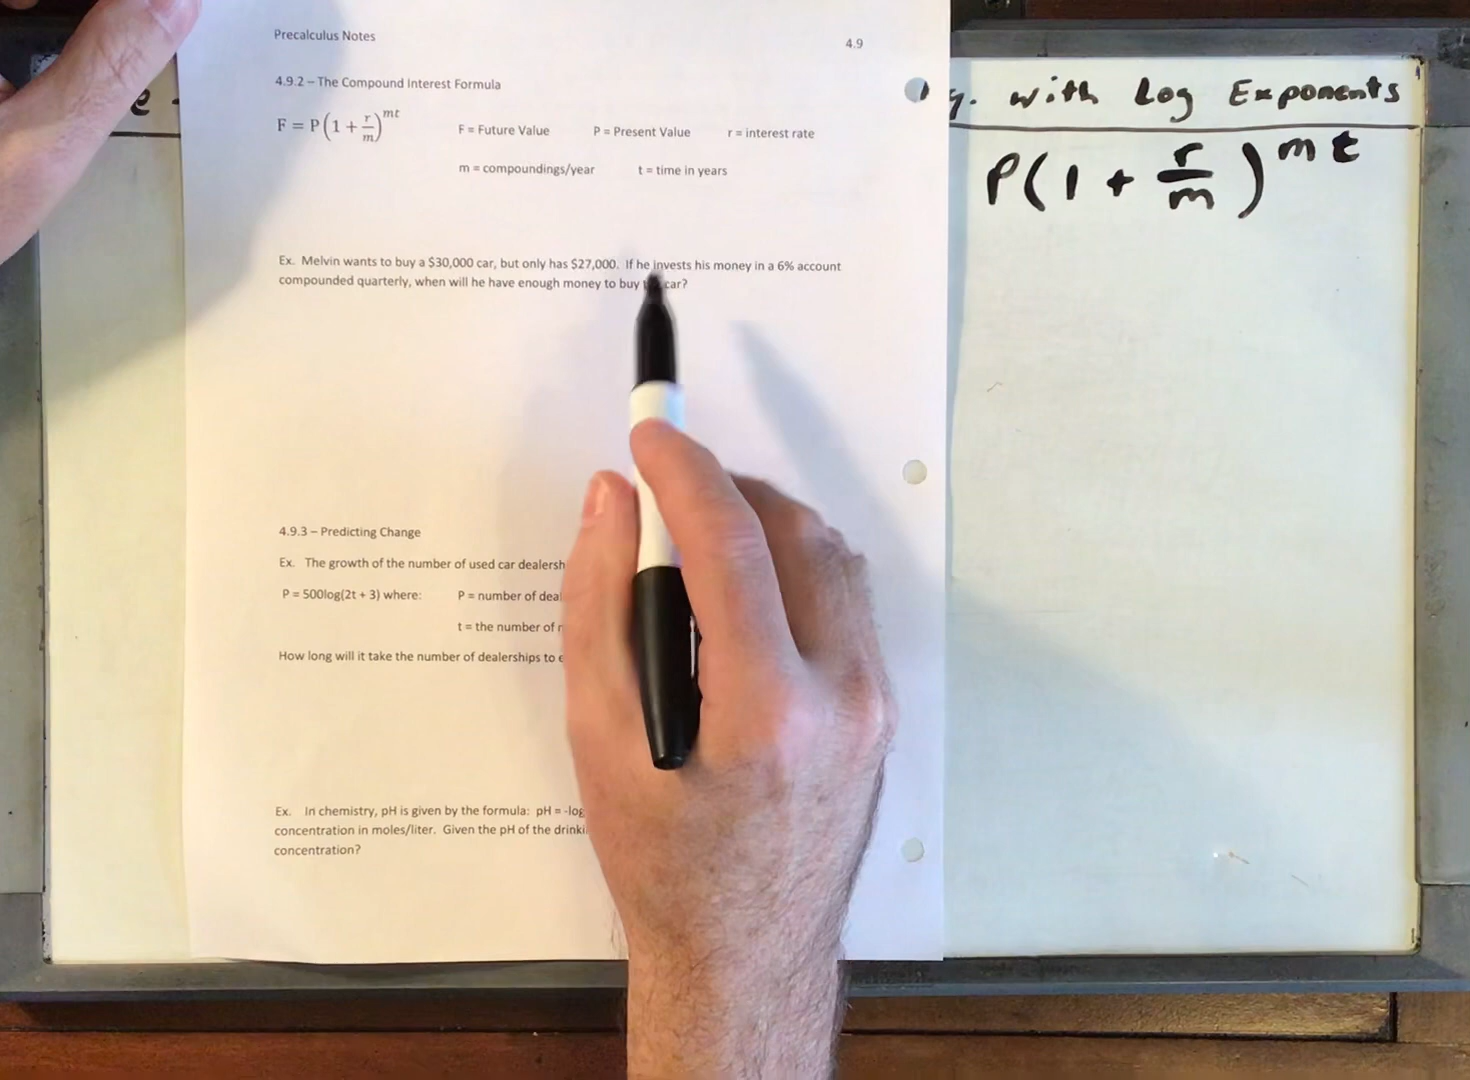 Precalculus Notes
4.9
4.9.2 – The Compound Interest Formula
F = P(1 + r/m)^mt
F = Future Value P = Present Value r = interest rate
m = compoundings/year t = time in years
Ex. Melvin wants to buy a $30,000 car, but only has $27,000. If he invests his money in a 6% account
compounded quarterly, when will he have enough money to buy car?
4.9.3 – Predicting Change
Ex. The growth of the number of used car dealersh
P = 500log(2t + 3) where: P = number of deal
t = the number of
How long will it take the number of dealerships to
Ex. In chemistry, pH is given by the formula: pH = -log
concentration in moles/liter. Given the pH of the drinki
concentration?
with Log Exponents
P(1 + r/m)^mt